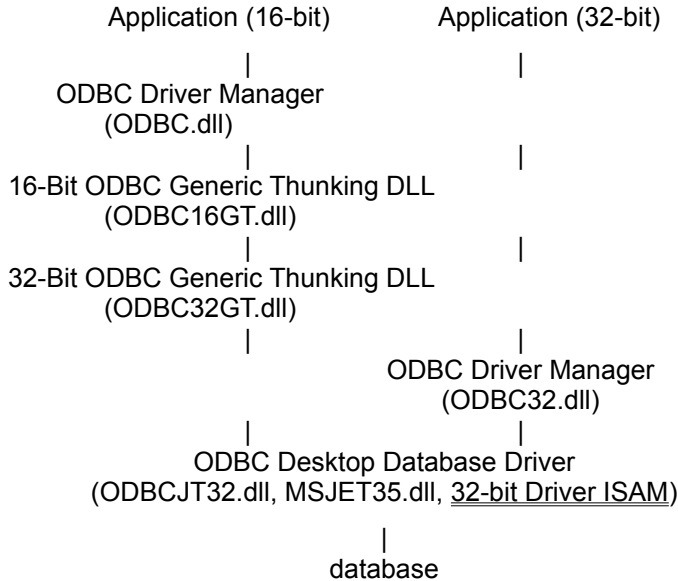 Application (16-bit) Application (32-bit)
| |
ODBC Driver Manager
(ODBC.dll)
| |
16-Bit ODBC Generic Thunking DLL
(ODBC16GT.dll)
| |
32-Bit ODBC Generic Thunking DLL
(ODBC32GT.dll)
| |
ODBC Driver Manager
(ODBC32.dll)
| |
ODBC Desktop Database Driver
(ODBCJT32.dll, MSJET35.dll, 32-bit Driver ISAM)
|
database